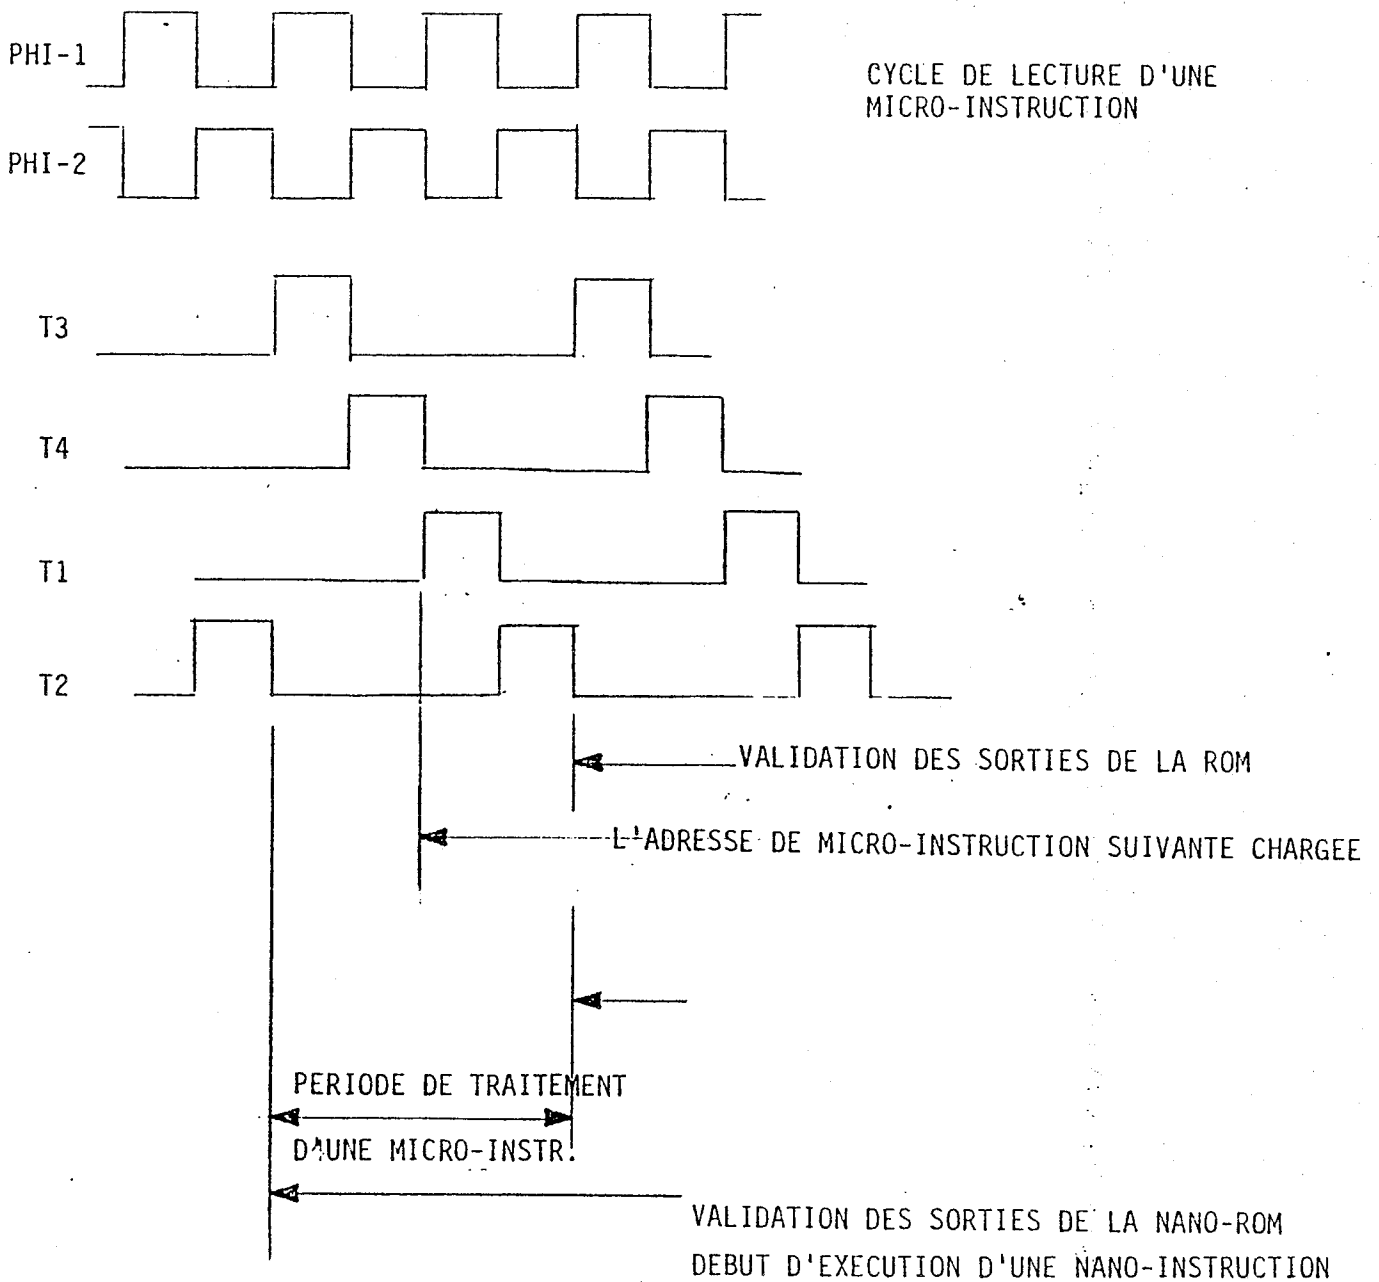 PHI-1
CYCLE DE LECTURE D'UNE
MICRO-INSTRUCTION
PHI-2
T3
T4
T1
T2
VALIDATION DES SORTIES DE LA ROM
L'ADRESSE DE MICRO-INSTRUCTION SUIVANTE CHARGEE
PERIODE DE TRAITEMENT
D'UNE MICRO-INSTR.
VALIDATION DES SORTIES DE LA NANO-ROM
DEBUT D'EXECUTION D'UNE NANO-INSTRUCTION